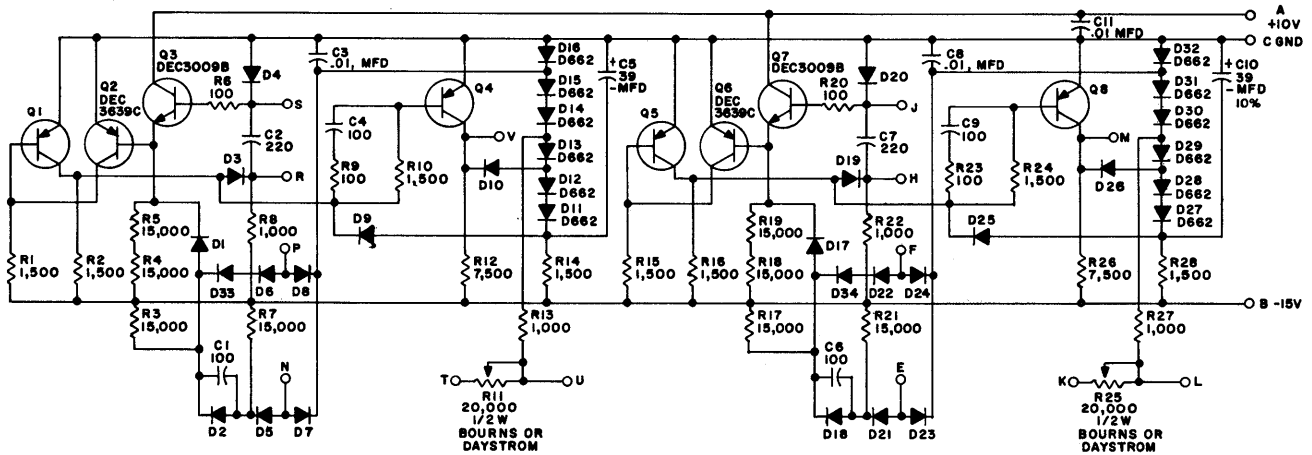 A
+10V
C GND
B -15V
Q1
Q2
DEC
3639C
Q3
DEC3009B
R6
100
D4
S
C2
220
D3
R
C3
.01, MFD
C4
100
R9
100
R10
1,500
Q4
V
D10
D9
D16
D662
D15
D662
D14
D662
D13
D662
D12
D662
D11
D662
+
C5
39
-MFD
R1
1,500
R2
1,500
R5
15,000
R4
15,000
R3
15,000
D1
D33
D6
D8
P
R8
1,000
R7
15,000
C1
100
N
D2
D5
D7
R12
7,500
R14
1,500
R13
1,000
T
U
R11
20,000
1/2W
BOURNS OR
DAYSTROM
Q5
Q6
DEC
3639C
Q7
DEC3009B
R20
100
D20
J
C7
220
D19
H
C8
.01, MFD
C9
100
R23
100
R24
1,500
Q8
M
D26
D25
C11
.01 MFD
D32
D662
D31
D662
D30
D662
D29
D662
D28
D662
D27
D662
+C10
39
-MFD
10%
R15
1,500
R16
1,500
R19
15,000
R18
15,000
R17
15,000
D17
D34
D22
D24
F
R22
1,000
R21
15,000
C6
100
E
D18
D21
D23
R26
7,500
R28
1,500
R27
1,000
K
L
R25
20,000
1/2W
BOURNS OR
DAYSTROM